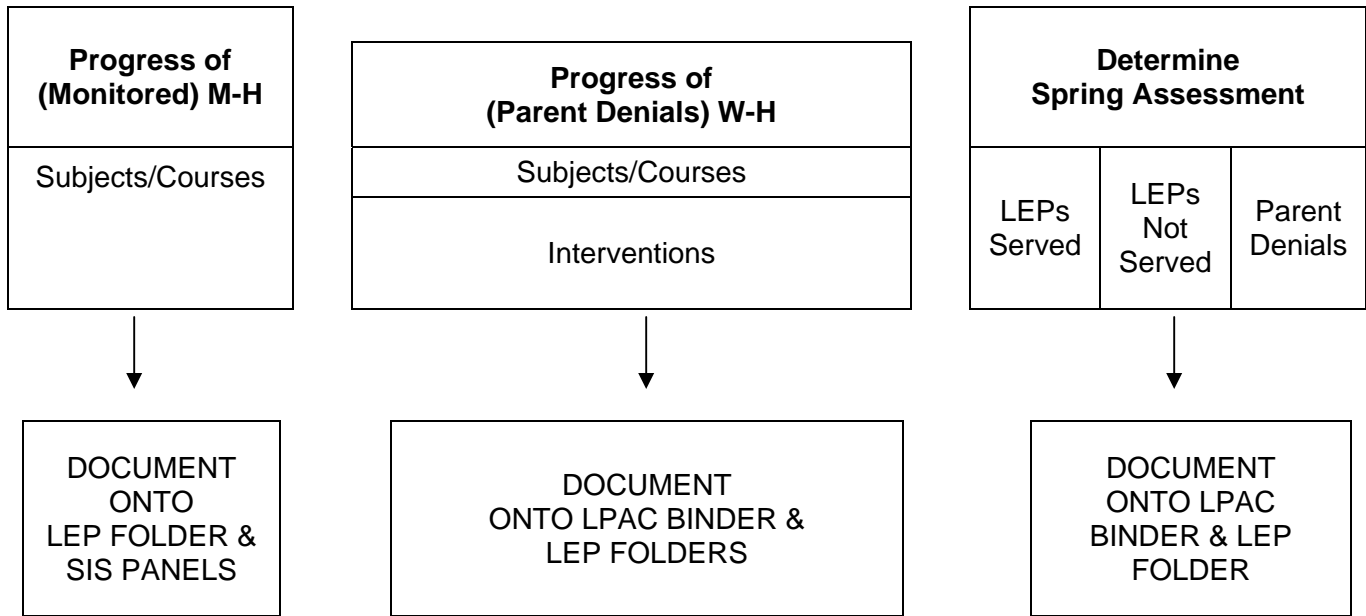 Progress of
(Monitored) M-H
Subjects/Courses
DOCUMENT
ONTO
LEP FOLDER &
SIS PANELS
Progress of
(Parent Denials) W-H
Subjects/Courses
Interventions
DOCUMENT
ONTO LPAC BINDER &
LEP FOLDERS
Determine
Spring Assessment
LEPs
Served
LEPs
Not
Served
Parent
Denials
DOCUMENT
ONTO LPAC
BINDER & LEP
FOLDER